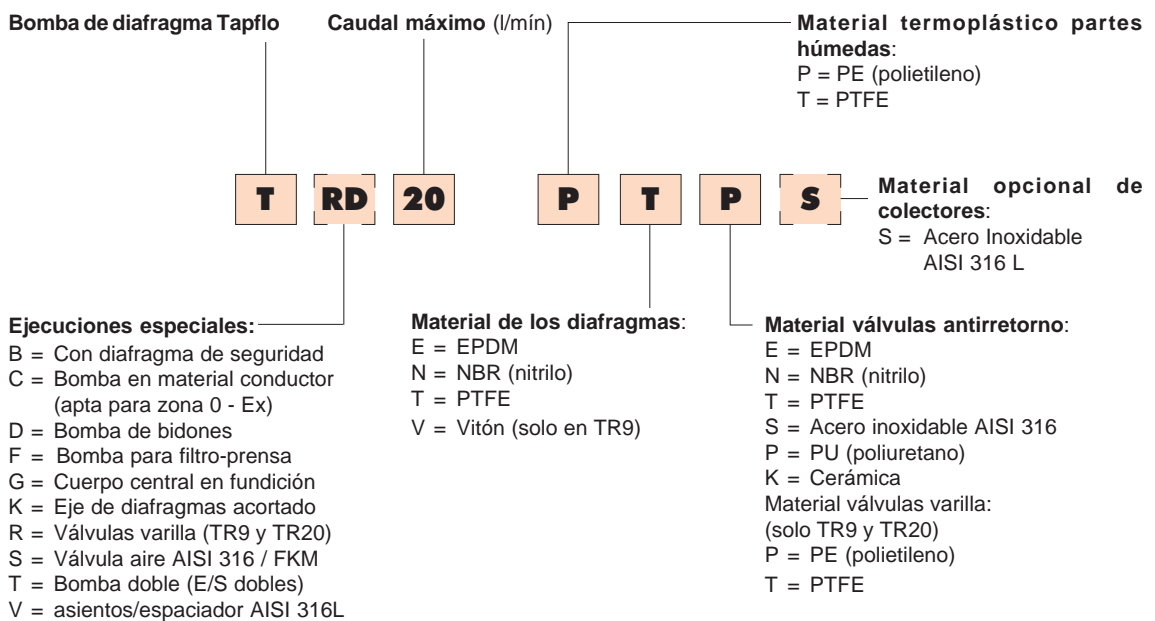 Bomba de diafragma Tapflo
Caudal máximo (l/mín)
Material termoplástico partes
húmedas:
P = PE (polietileno)
T = PTFE
T RD 20 P T P S
Material opcional de
colectores:
S = Acero Inoxidable
AISI 316 L
Ejecuciones especiales:
B = Con diafragma de seguridad
C = Bomba en material conductor
(apta para zona 0 - Ex)
D = Bomba de bidones
F = Bomba para filtro-prensa
G = Cuerpo central en fundición
K = Eje de diafragmas acortado
R = Válvulas varilla (TR9 y TR20)
S = Válvula aire AISI 316 / FKM
T = Bomba doble (E/S dobles)
V = asientos/espaciador AISI 316L
Material de los diafragmas:
E = EPDM
N = NBR (nitrilo)
T = PTFE
V = Vitón (solo en TR9)
Material válvulas antirretorno:
E = EPDM
N = NBR (nitrilo)
T = PTFE
S = Acero inoxidable AISI 316
P = PU (poliuretano)
K = Cerámica
Material válvulas varilla:
(solo TR9 y TR20)
P = PE (polietileno)
T = PTFE